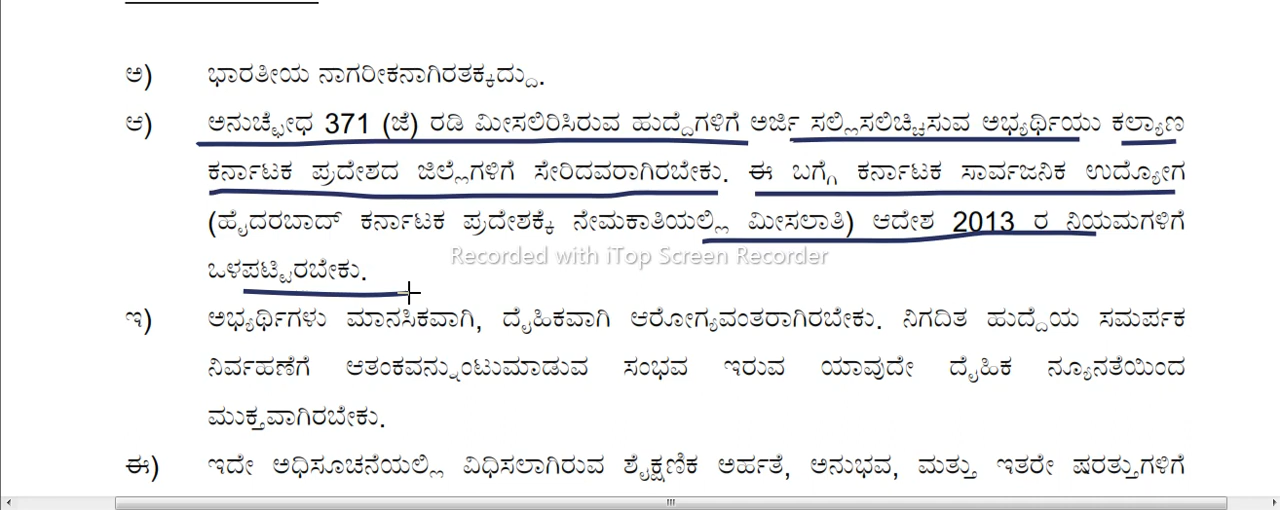 ಅ) ಭಾರತೀಯ ನಾಗರೀಕನಾಗಿರತಕ್ಕದ್ದು.
ಆ) ಅನುಚ್ಛೇಧ 371 (ಜೆ) ರಡಿ ಮೀಸಲಿರಿಸಿರುವ ಹುದ್ದೆಗಳಿಗೆ ಅರ್ಜಿ ಸಲ್ಲಿಸಲಿಚ್ಚಿಸುವ ಅಭ್ಯರ್ಥಿಯು ಕಲ್ಯಾಣ
ಕರ್ನಾಟಕ ಪ್ರದೇಶದ ಜಿಲ್ಲೆಗಳಿಗೆ ಸೇರಿದವರಾಗಿರಬೇಕು. ಈ ಬಗ್ಗೆ ಕರ್ನಾಟಕ ಸಾರ್ವಜನಿಕ ಉದ್ಯೋಗ
(ಹೈದರಬಾದ್ ಕರ್ನಾಟಕ ಪ್ರದೇಶಕ್ಕೆ ನೇಮಕಾತಿಯಲ್ಲಿ ಮೀಸಲಾತಿ) ಆದೇಶ 2013 ರ ನಿಯಮಗಳಿಗೆ
Recorded with iTop Screen Recorder
ಒಳಪಟ್ಟಿರಬೇಕು.
ಇ) ಅಭ್ಯರ್ಥಿಗಳು ಮಾನಸಿಕವಾಗಿ, ದೈಹಿಕವಾಗಿ ಆರೋಗ್ಯವಂತರಾಗಿರಬೇಕು. ನಿಗದಿತ ಹುದ್ದೆಯ ಸಮರ್ಪಕ
ನಿರ್ವಹಣೆಗೆ ಆತಂಕವನ್ನುಂಟುಮಾಡುವ ಸಂಭವ ಇರುವ ಯಾವುದೇ ದೈಹಿಕ ನ್ಯೂನತೆಯಿಂದ
ಮುಕ್ತವಾಗಿರಬೇಕು.
ಈ) ಇದೇ ಅಧಿಸೂಚನೆಯಲ್ಲಿ ವಿಧಿಸಲಾಗಿರುವ ಶೈಕ್ಷಣಿಕ ಅರ್ಹತೆ, ಅನುಭವ, ಮತ್ತು ಇತರೇ ಷರತ್ತುಗಳಿಗೆ